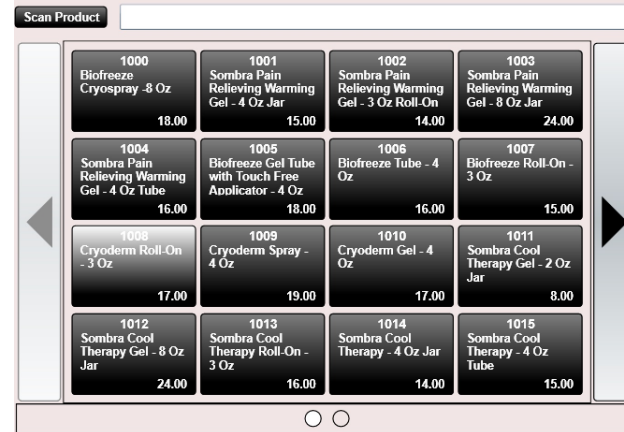 Scan Product
1000
Biofreeze
Cryospray -8 Oz
18.00
1001
Sombra Pain
Relieving Warming
Gel - 4 Oz Jar
15.00
1002
Sombra Pain
Relieving Warming
Gel - 3 Oz Roll-On
14.00
1003
Sombra Pain
Relieving Warming
Gel - 8 Oz Jar
24.00
1004
Sombra Pain
Relieving Warming
Gel - 4 Oz Tube
16.00
1005
Biofreeze Gel Tube
with Touch Free
Applicator - 4 Oz
18.00
1006
Biofreeze Tube - 4
Oz
16.00
1007
Biofreeze Roll-On -
3 Oz
15.00
1008
Cryoderm Roll-On
- 3 Oz
17.00
1009
Cryoderm Spray -
4 Oz
19.00
1010
Cryoderm Gel - 4
Oz
17.00
1011
Sombra Cool
Therapy Gel - 2 Oz
Jar
8.00
1012
Sombra Cool
Therapy Gel - 8 Oz
Jar
24.00
1013
Sombra Cool
Therapy Roll-On -
3 Oz
16.00
1014
Sombra Cool
Therapy - 4 Oz Jar
14.00
1015
Sombra Cool
Therapy - 4 Oz
Tube
15.00